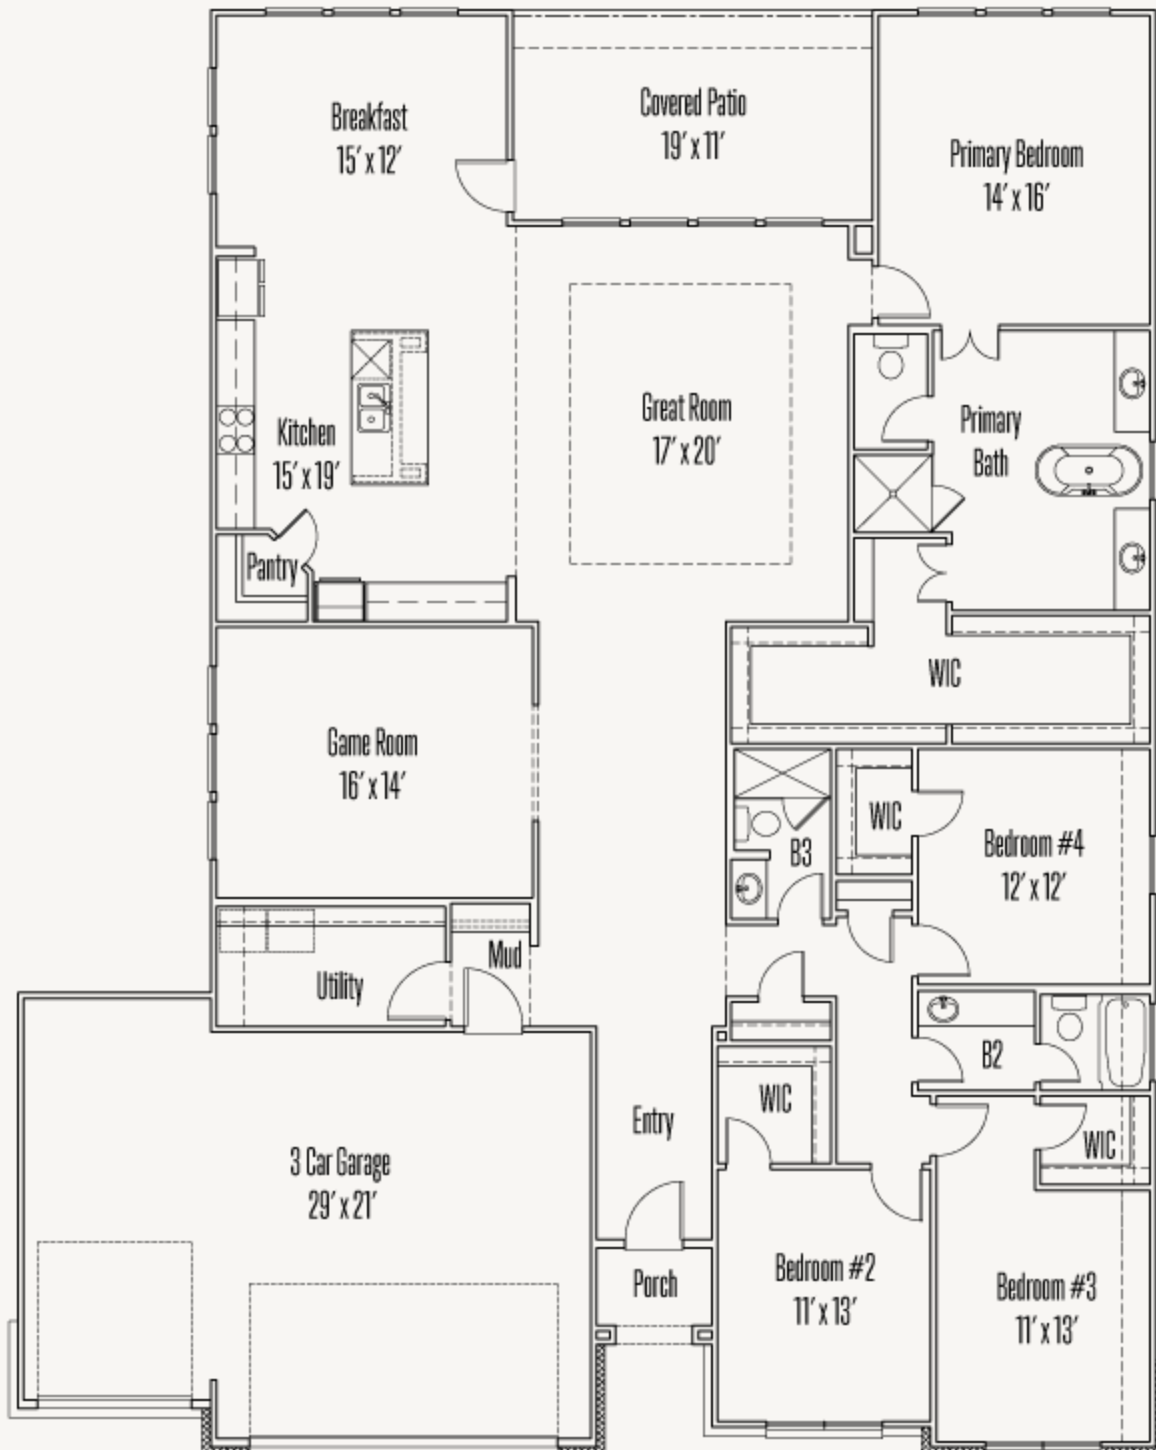 Breakfast
15' x 12'
Covered Patio
19' x 11'
Primary Bedroom
14' x 16'
Kitchen
15' x 19'
Great Room
17' x 20'
Primary
Bath
Pantry
WIC
Game Room
16' x 14'
WIC
B3
Bedroom #4
12' x 12'
Mud
Utility
B2
WIC
Entry
WIC
3 Car Garage
29' x 21'
Porch
Bedroom #2
11' x 13'
Bedroom #3
11' x 13'